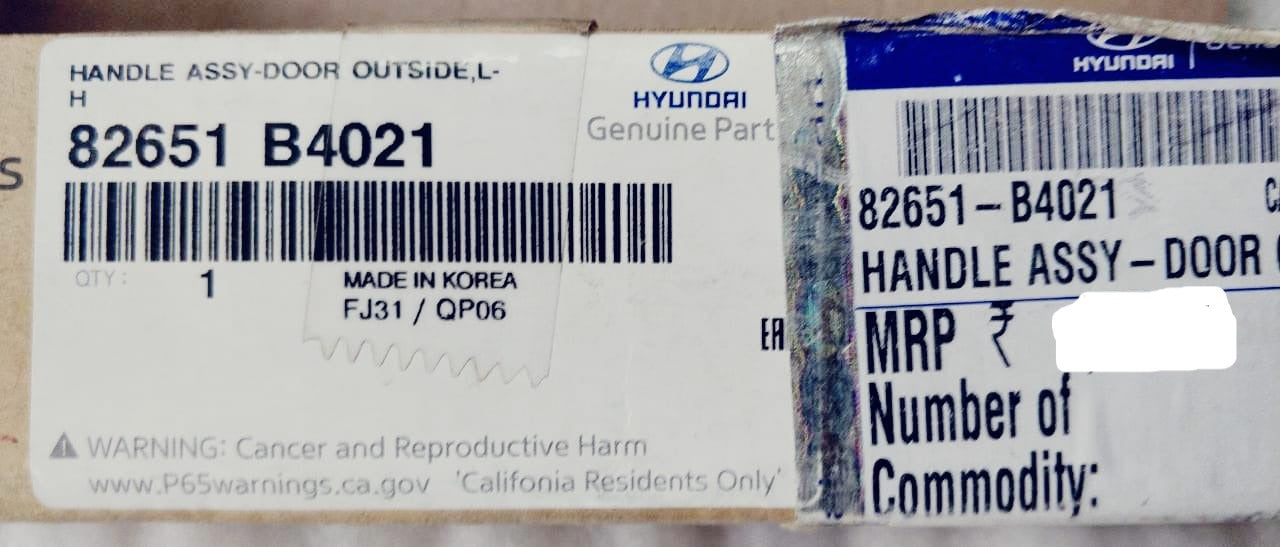 HANDLE ASSY-DOOR OUTSiDE,L-
H
82651 B4021
HYUNDAI
Genuine Part
S
QTY: 1
MADE IN KOREA
FJ31 / QP06
WARNING: Cancer and Reproductive Harm
www.P65warnings.ca.gov 'Califonia Residents Only'
HYUNDAI
82651-B4021
HANDLE ASSY-DOOR
MRP ₹
Number of
Commodity: